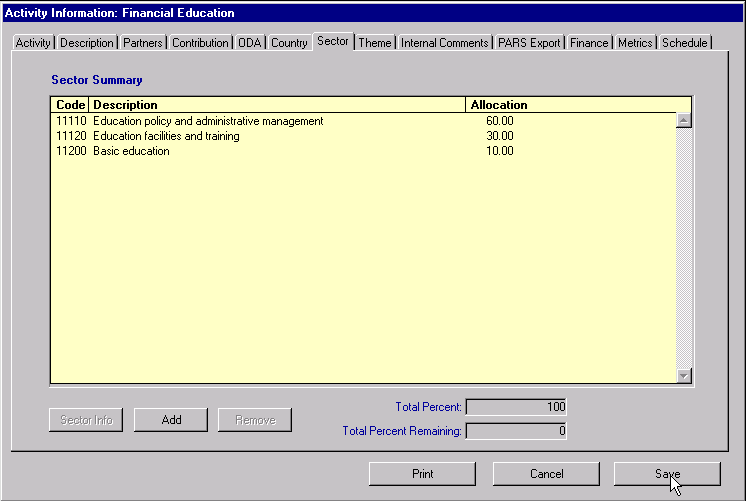 Activity Information: Financial Education
Activity Description Partners Contribution ODA Country Sector Theme Internal Comments PARS Export Finance Metrics Schedule
Sector Summary
Code Description Allocation
11110 Education policy and administrative management 60.00
11120 Education facilities and training 30.00
11200 Basic education 10.00
Total Percent: 100
Sector Info Add Remove
Total Percent Remaining: 0
Print Cancel Save